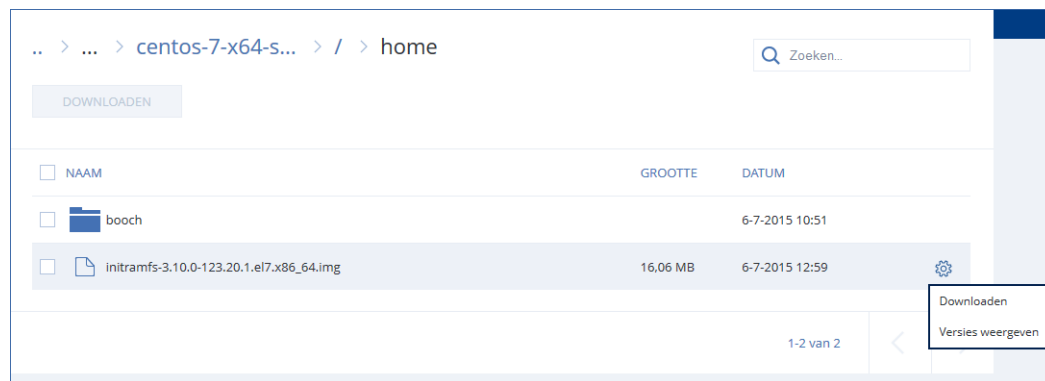 .. > ... > centos-7-x64-s... > / > home
Zoeken...
DOWNLOADEN
NAAM GROOTTE DATUM
booch 6-7-2015 10:51
initramfs-3.10.0-123.20.1.el7.x86_64.img 16,06 MB 6-7-2015 12:59
Downloaden
Versies weergeven
1-2 van 2